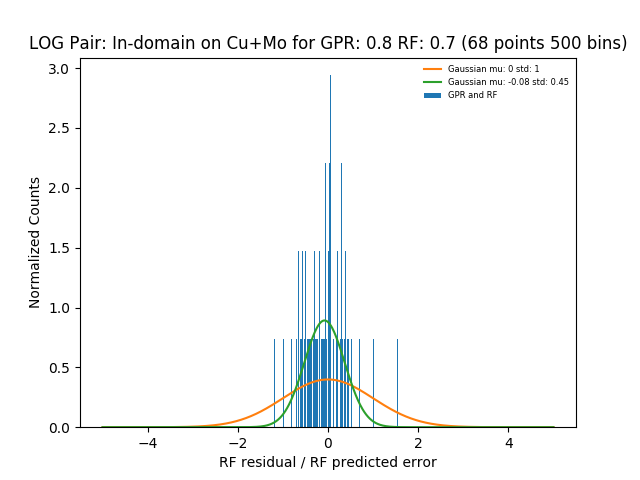 LOG Pair: In-domain on Cu+Mo for GPR: 0.8 RF: 0.7 (68 points 500 bins)
Gaussian mu: 0 std: 1
Gaussian mu: -0.08 std: 0.45
GPR and RF
Normalized Counts
3.0
2.5
2.0
1.5
1.0
0.5
0.0
−4 −2 0 2 4
RF residual / RF predicted error